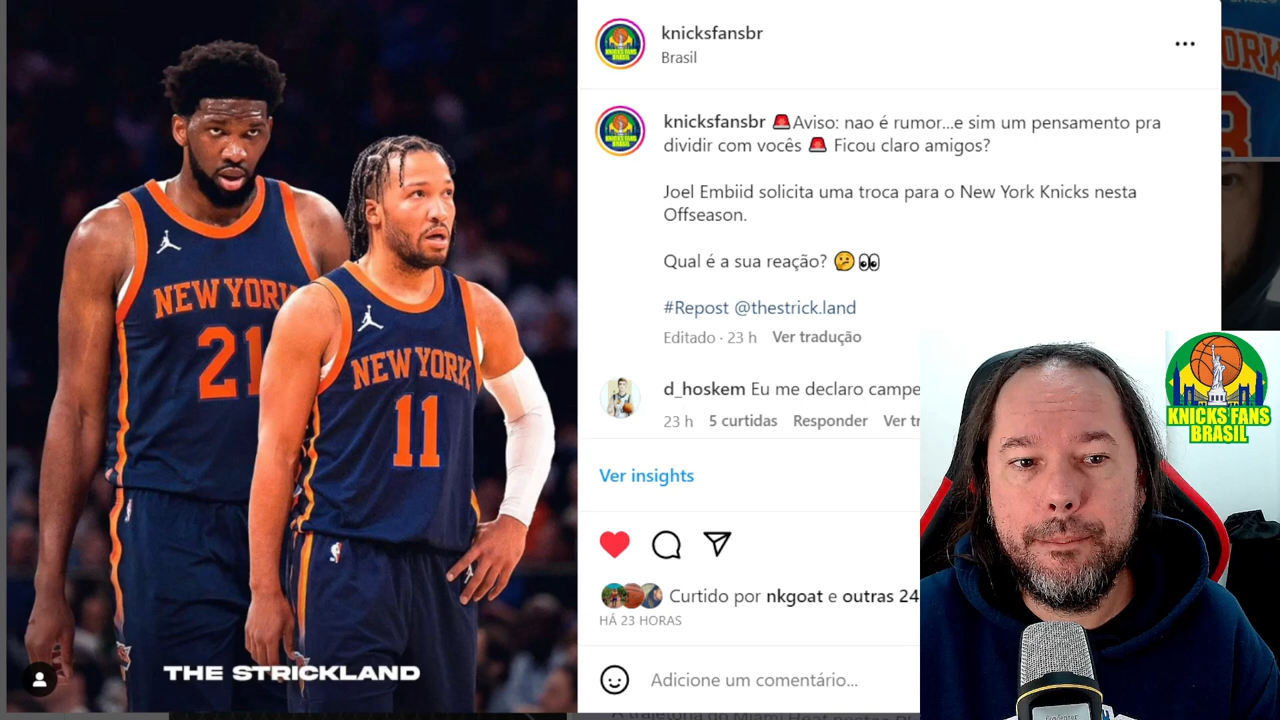 knicksfansbr
Brasil
knicksfansbr 🚨Aviso: nao é rumor...e sim um pensamento pra
dividir com vocês 🚨 Ficou claro amigos?
Joel Embiid solicita uma troca para o New York Knicks nesta
Offseason.
Qual é a sua reação? 🤔👀
#Repost @thestrick.land
Editado · 23 h Ver tradução
d_hoskem Eu me declaro campe
23 h 5 curtidas Responder Ver tr
Ver insights
Curtido por nkgoat e outras 24
HÁ 23 HORAS
Adicione um comentário...
NEW YORK
21
NEW YORK
11
THE STRICKLAND
KNICKS FANS
BRASIL
ORK